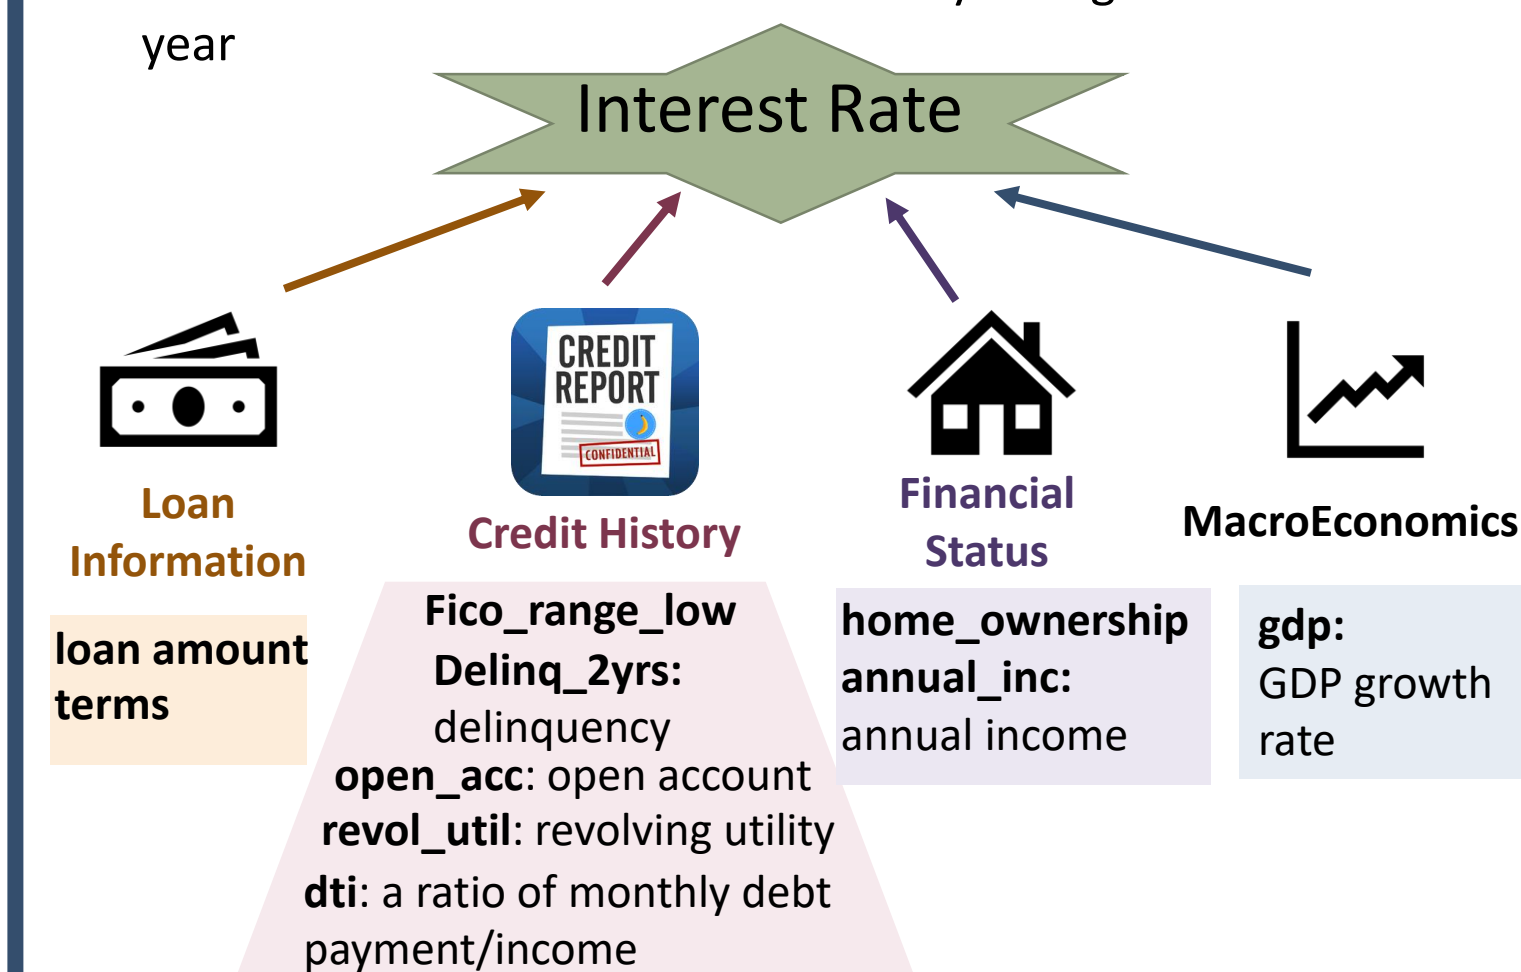 year
Interest Rate
CREDIT
REPORT
CONFIDENTIAL
Loan
Information
Credit History
Financial
Status
MacroEconomics
loan amount
terms
Fico_range_low
Delinq_2yrs:
delinquency
open_acc: open account
revol_util: revolving utility
dti: a ratio of monthly debt
payment/income
home_ownership
annual_inc:
annual income
gdp:
GDP growth
rate